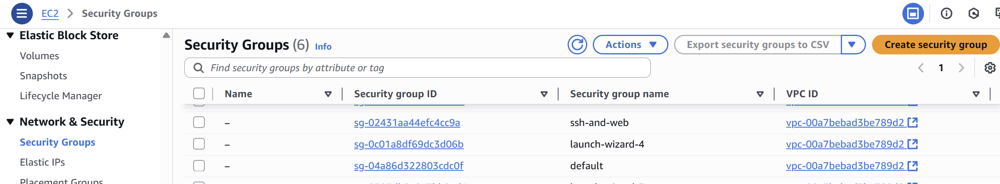 EC2 > Security Groups
Elastic Block Store
Volumes
Snapshots
Lifecycle Manager
Network & Security
Security Groups
Elastic IPs
Placement Groups
Security Groups (6) Info
Actions
Export security groups to CSV
Create security group
Find security groups by attribute or tag
1
Name Security group ID Security group name VPC ID
– sg-02431aa44efc4cc9a ssh-and-web vpc-00a7bebad3be789d2
– sg-0c01a8df69dc3d06b launch-wizard-4 vpc-00a7bebad3be789d2
– sg-04a86d322803cdc0f default vpc-00a7bebad3be789d2